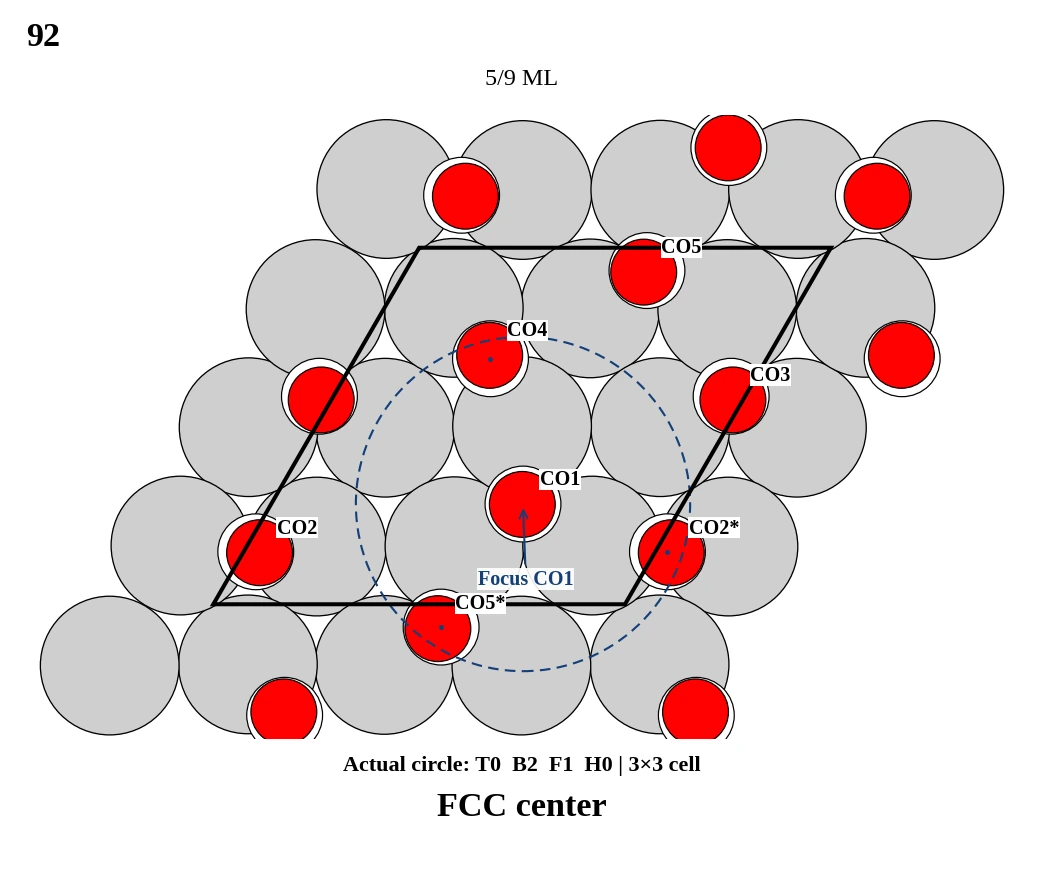 92
5/9 ML
CO5
CO4
CO3
CO1
CO2
CO2*
Focus CO1
CO5*
Actual circle: T0 B2 F1 H0 | 3×3 cell
FCC center